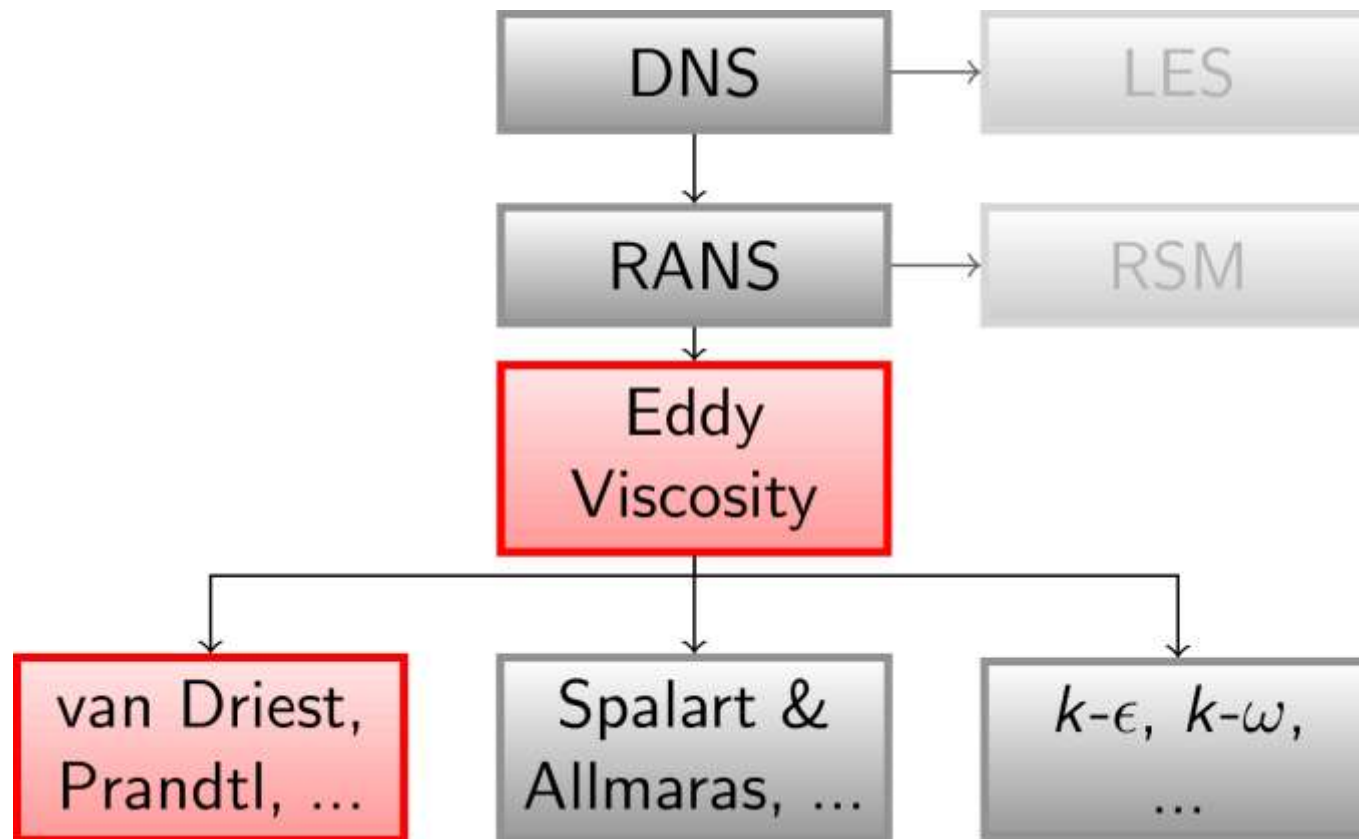 DNS
LES
RANS
RSM
Eddy
Viscosity
van Driest,
Prandtl, ...
Spalart &
Allmaras, ...
k-ϵ, k-ω,
...